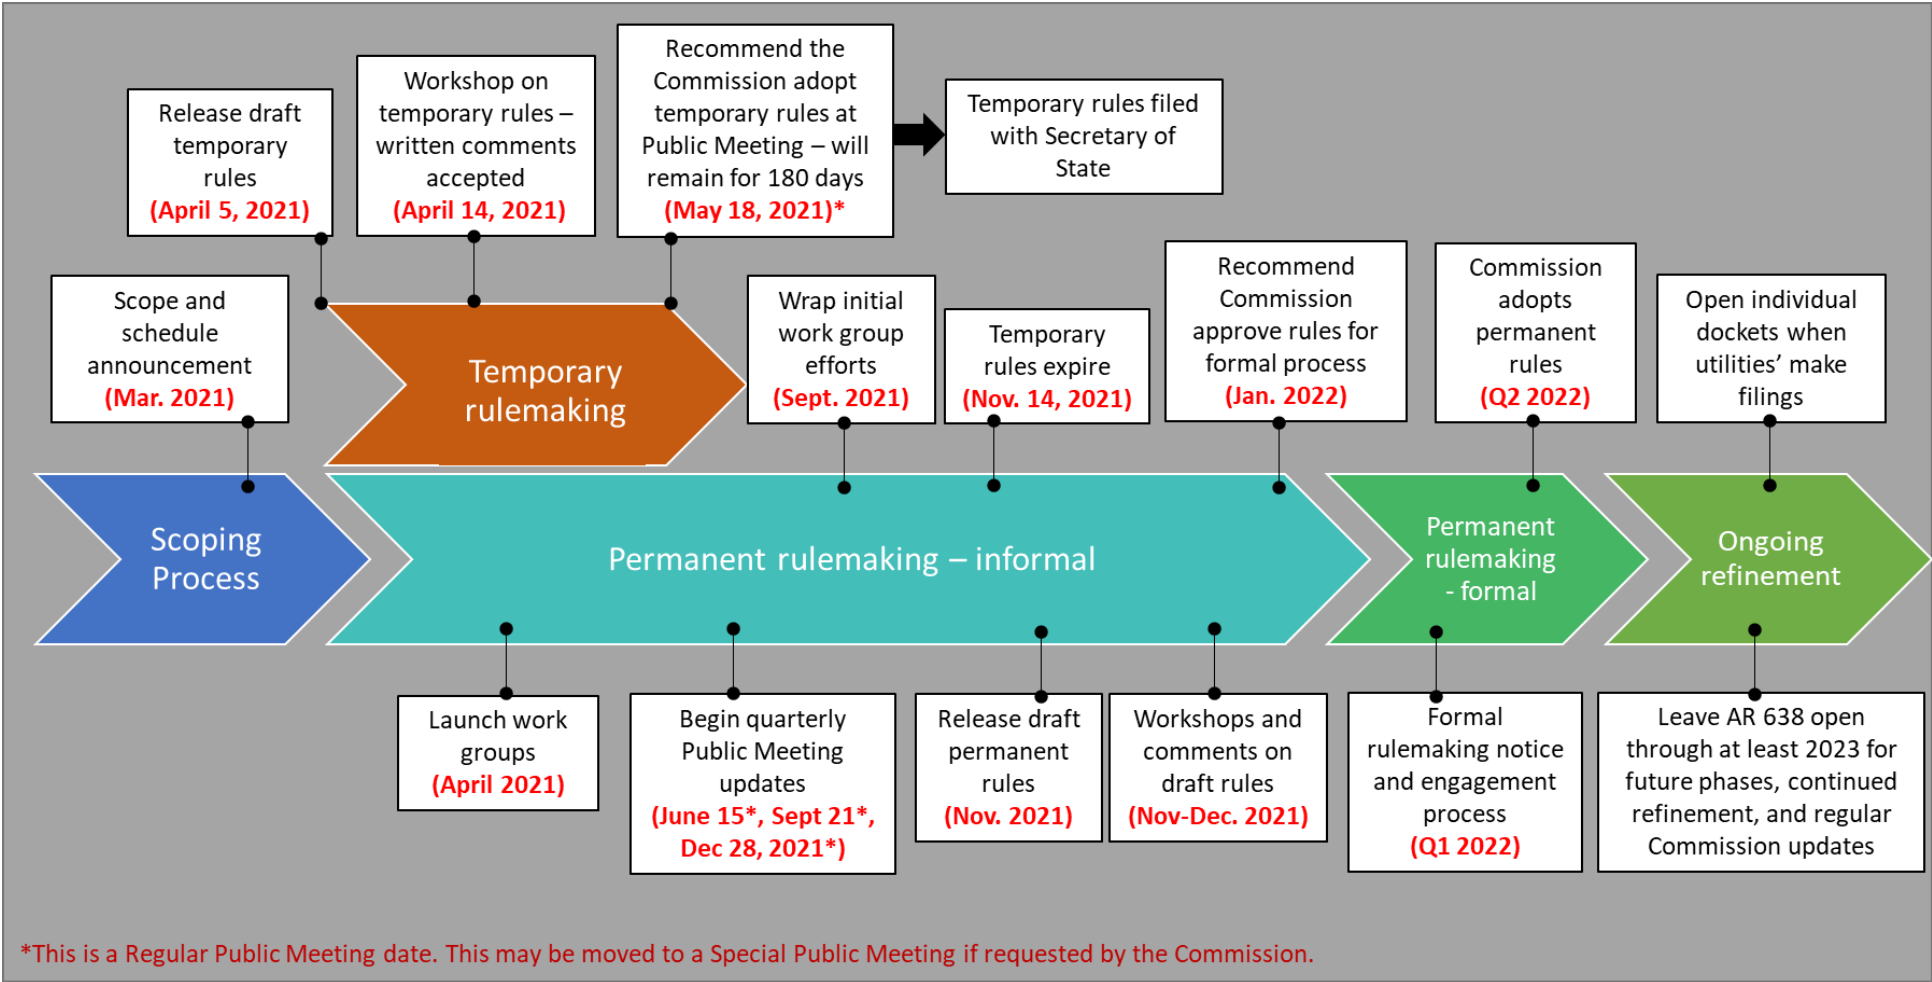 Release draft
temporary
rules
(April 5, 2021)
Workshop on
temporary rules –
written comments
accepted
(April 14, 2021)
Recommend the
Commission adopt
temporary rules at
Public Meeting – will
remain for 180 days
(May 18, 2021)*
Temporary rules filed
with Secretary of
State
Scope and
schedule
announcement
(Mar. 2021)
Temporary
rulemaking
Wrap initial
work group
efforts
(Sept. 2021)
Temporary
rules expire
(Nov. 14, 2021)
Recommend
Commission
approve rules for
formal process
(Jan. 2022)
Commission
adopts
permanent
rules
(Q2 2022)
Open individual
dockets when
utilities’ make
filings
Scoping
Process
Permanent rulemaking – informal
Permanent
rulemaking
- formal
Ongoing
refinement
Launch work
groups
(April 2021)
Begin quarterly
Public Meeting
updates
(June 15*, Sept 21*,
Dec 28, 2021*)
Release draft
permanent
rules
(Nov. 2021)
Workshops and
comments on
draft rules
(Nov-Dec. 2021)
Formal
rulemaking notice
and engagement
process
(Q1 2022)
Leave AR 638 open
through at least 2023 for
future phases, continued
refinement, and regular
Commission updates
*This is a Regular Public Meeting date. This may be moved to a Special Public Meeting if requested by the Commission.